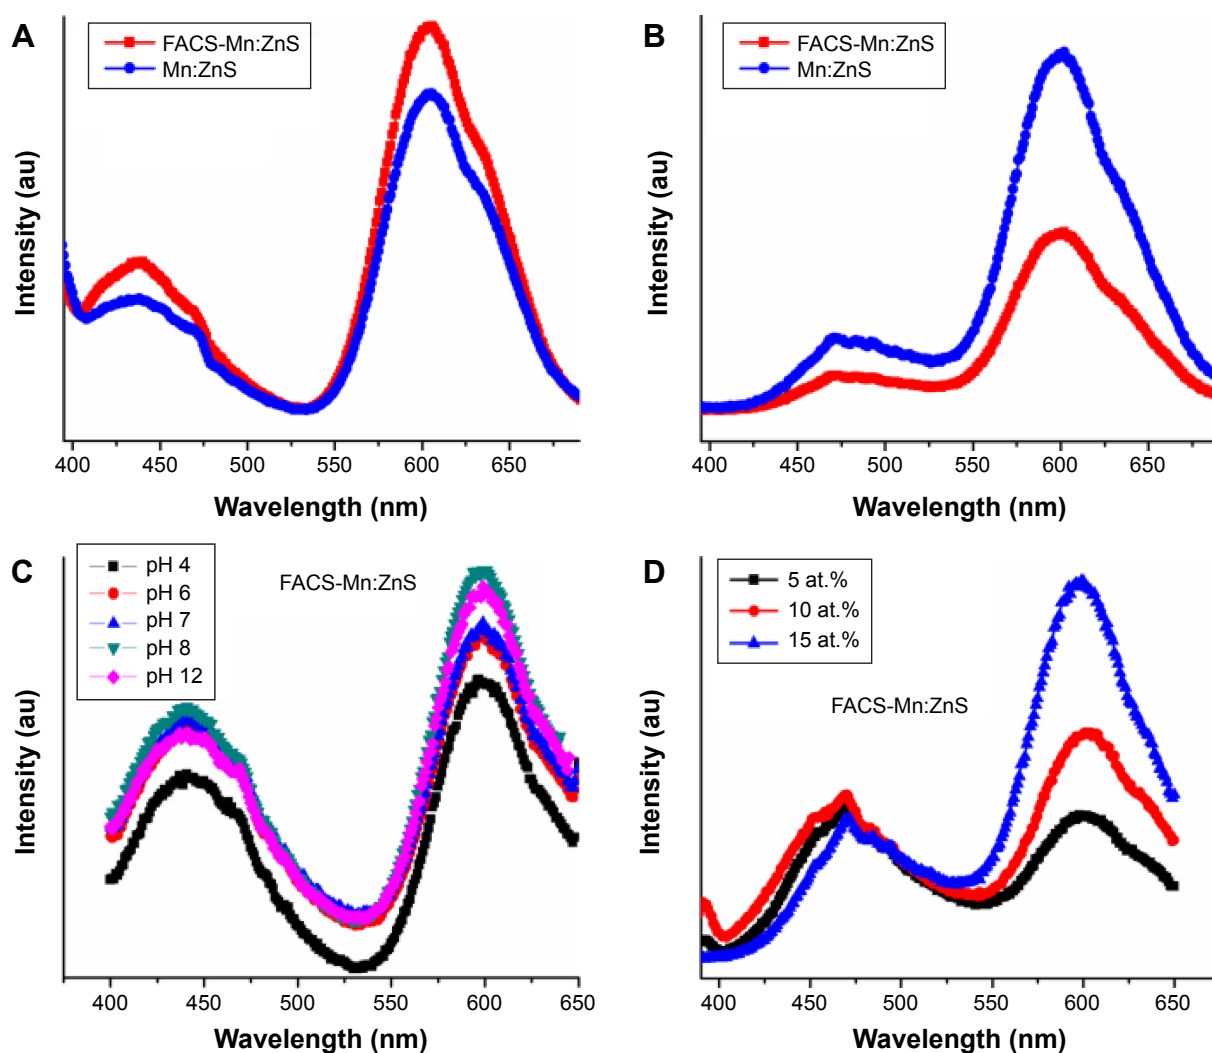 A
FACS-Mn:ZnS
Mn:ZnS
Intensity (au)
400 450 500 550 600 650
Wavelength (nm)
B
FACS-Mn:ZnS
Mn:ZnS
Intensity (au)
400 450 500 550 600 650
Wavelength (nm)
C
pH 4
pH 6
pH 7
pH 8
pH 12
FACS-Mn:ZnS
Intensity (au)
400 450 500 550 600 650
Wavelength (nm)
D
5 at.%
10 at.%
15 at.%
FACS-Mn:ZnS
Intensity (au)
400 450 500 550 600 650
Wavelength (nm)